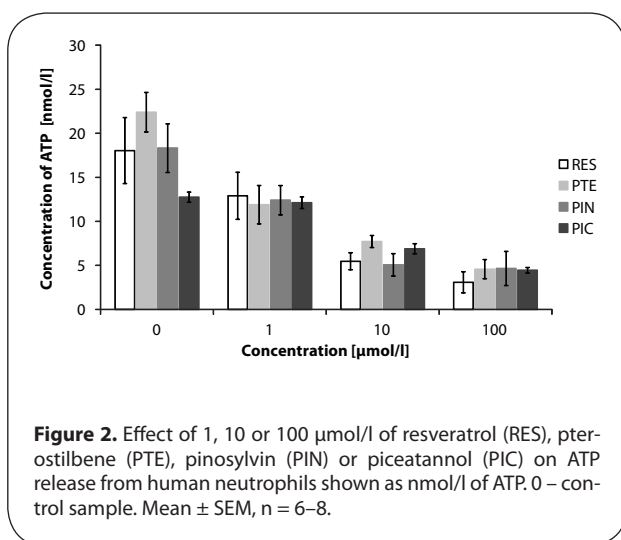 Concentration of ATP [nmol/l]
30
25
20
15
10
5
0
RES
PTE
PIN
PIC
0 1 10 100
Concentration [µmol/l]
Figure 2. Effect of 1, 10 or 100 µmol/l of resveratrol (RES), pter-
ostilbene (PTE), pinosylvin (PIN) or piceatannol (PIC) on ATP
release from human neutrophils shown as nmol/l of ATP. 0 – con-
trol sample. Mean ± SEM, n = 6–8.